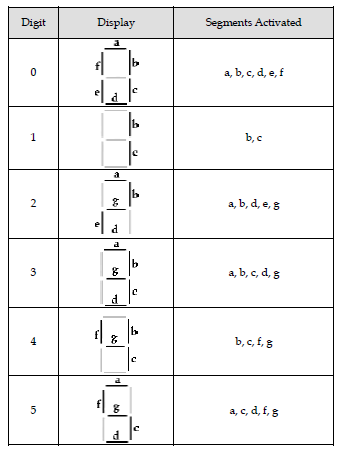 Digit Display Segments Activated
a
f b
0 a, b, c, d, e, f
e d c
b
1 b, c
c
a
g b
2 a, b, d, e, g
e d
a
g b
3 a, b, c, d, g
d c
f g b
4 b, c, f, g
c
a
f g
5 a, c, d, f, g
d c